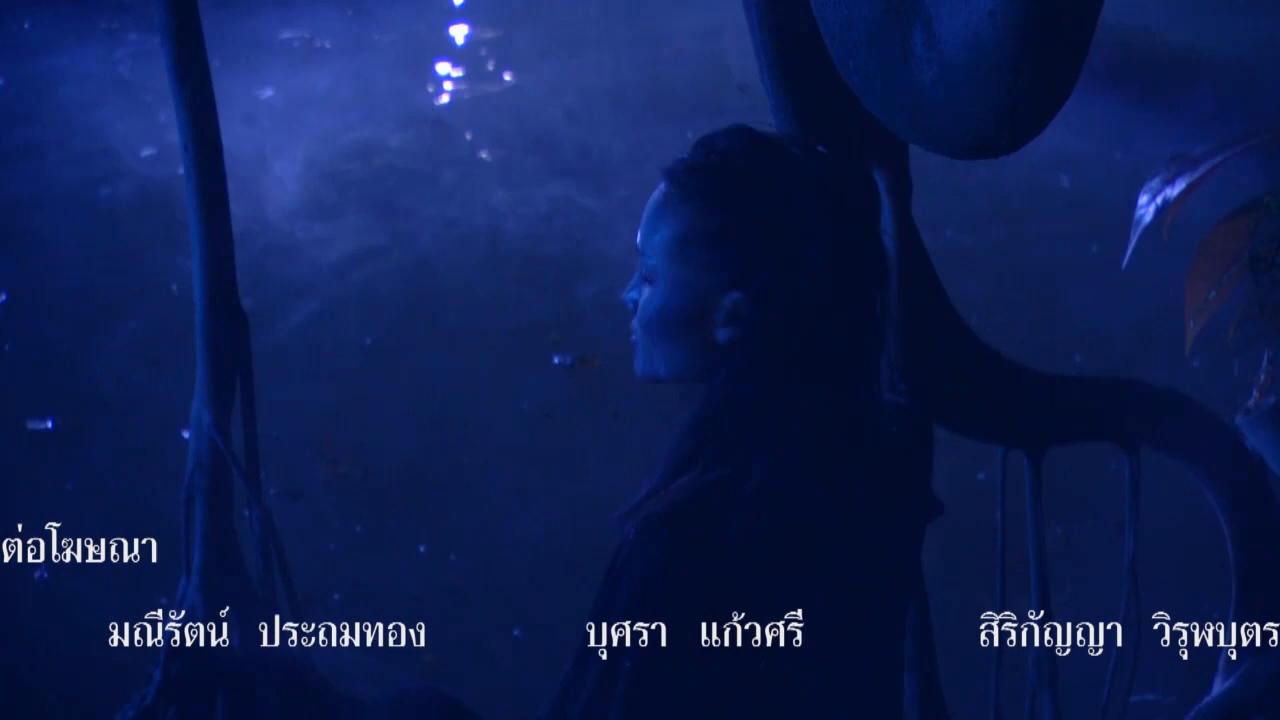 ต่อโฆษณา
มณีรัตน์ ประถมทอง บุศรา แก้วศรี สิริกัญญา วิรุฬบุตร